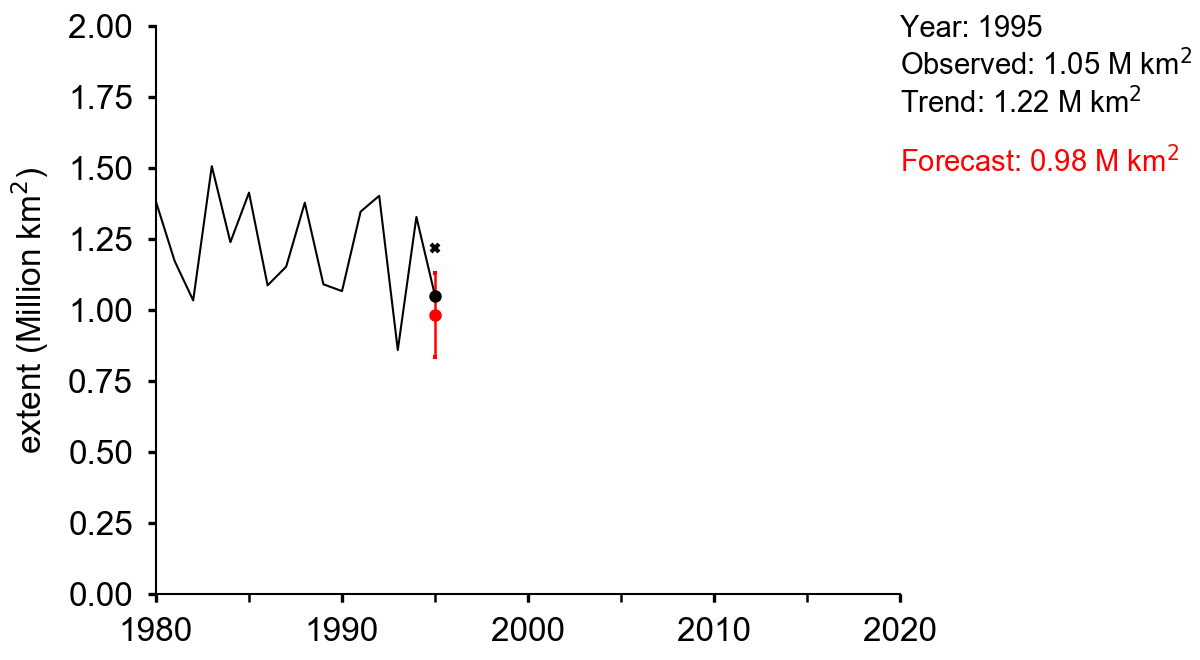 2.00
1.75
1.50
1.25
1.00
0.75
0.50
0.25
0.00
extent (Million km²)
1980 1990 2000 2010 2020
Year: 1995
Observed: 1.05 M km²
Trend: 1.22 M km²
Forecast: 0.98 M km²